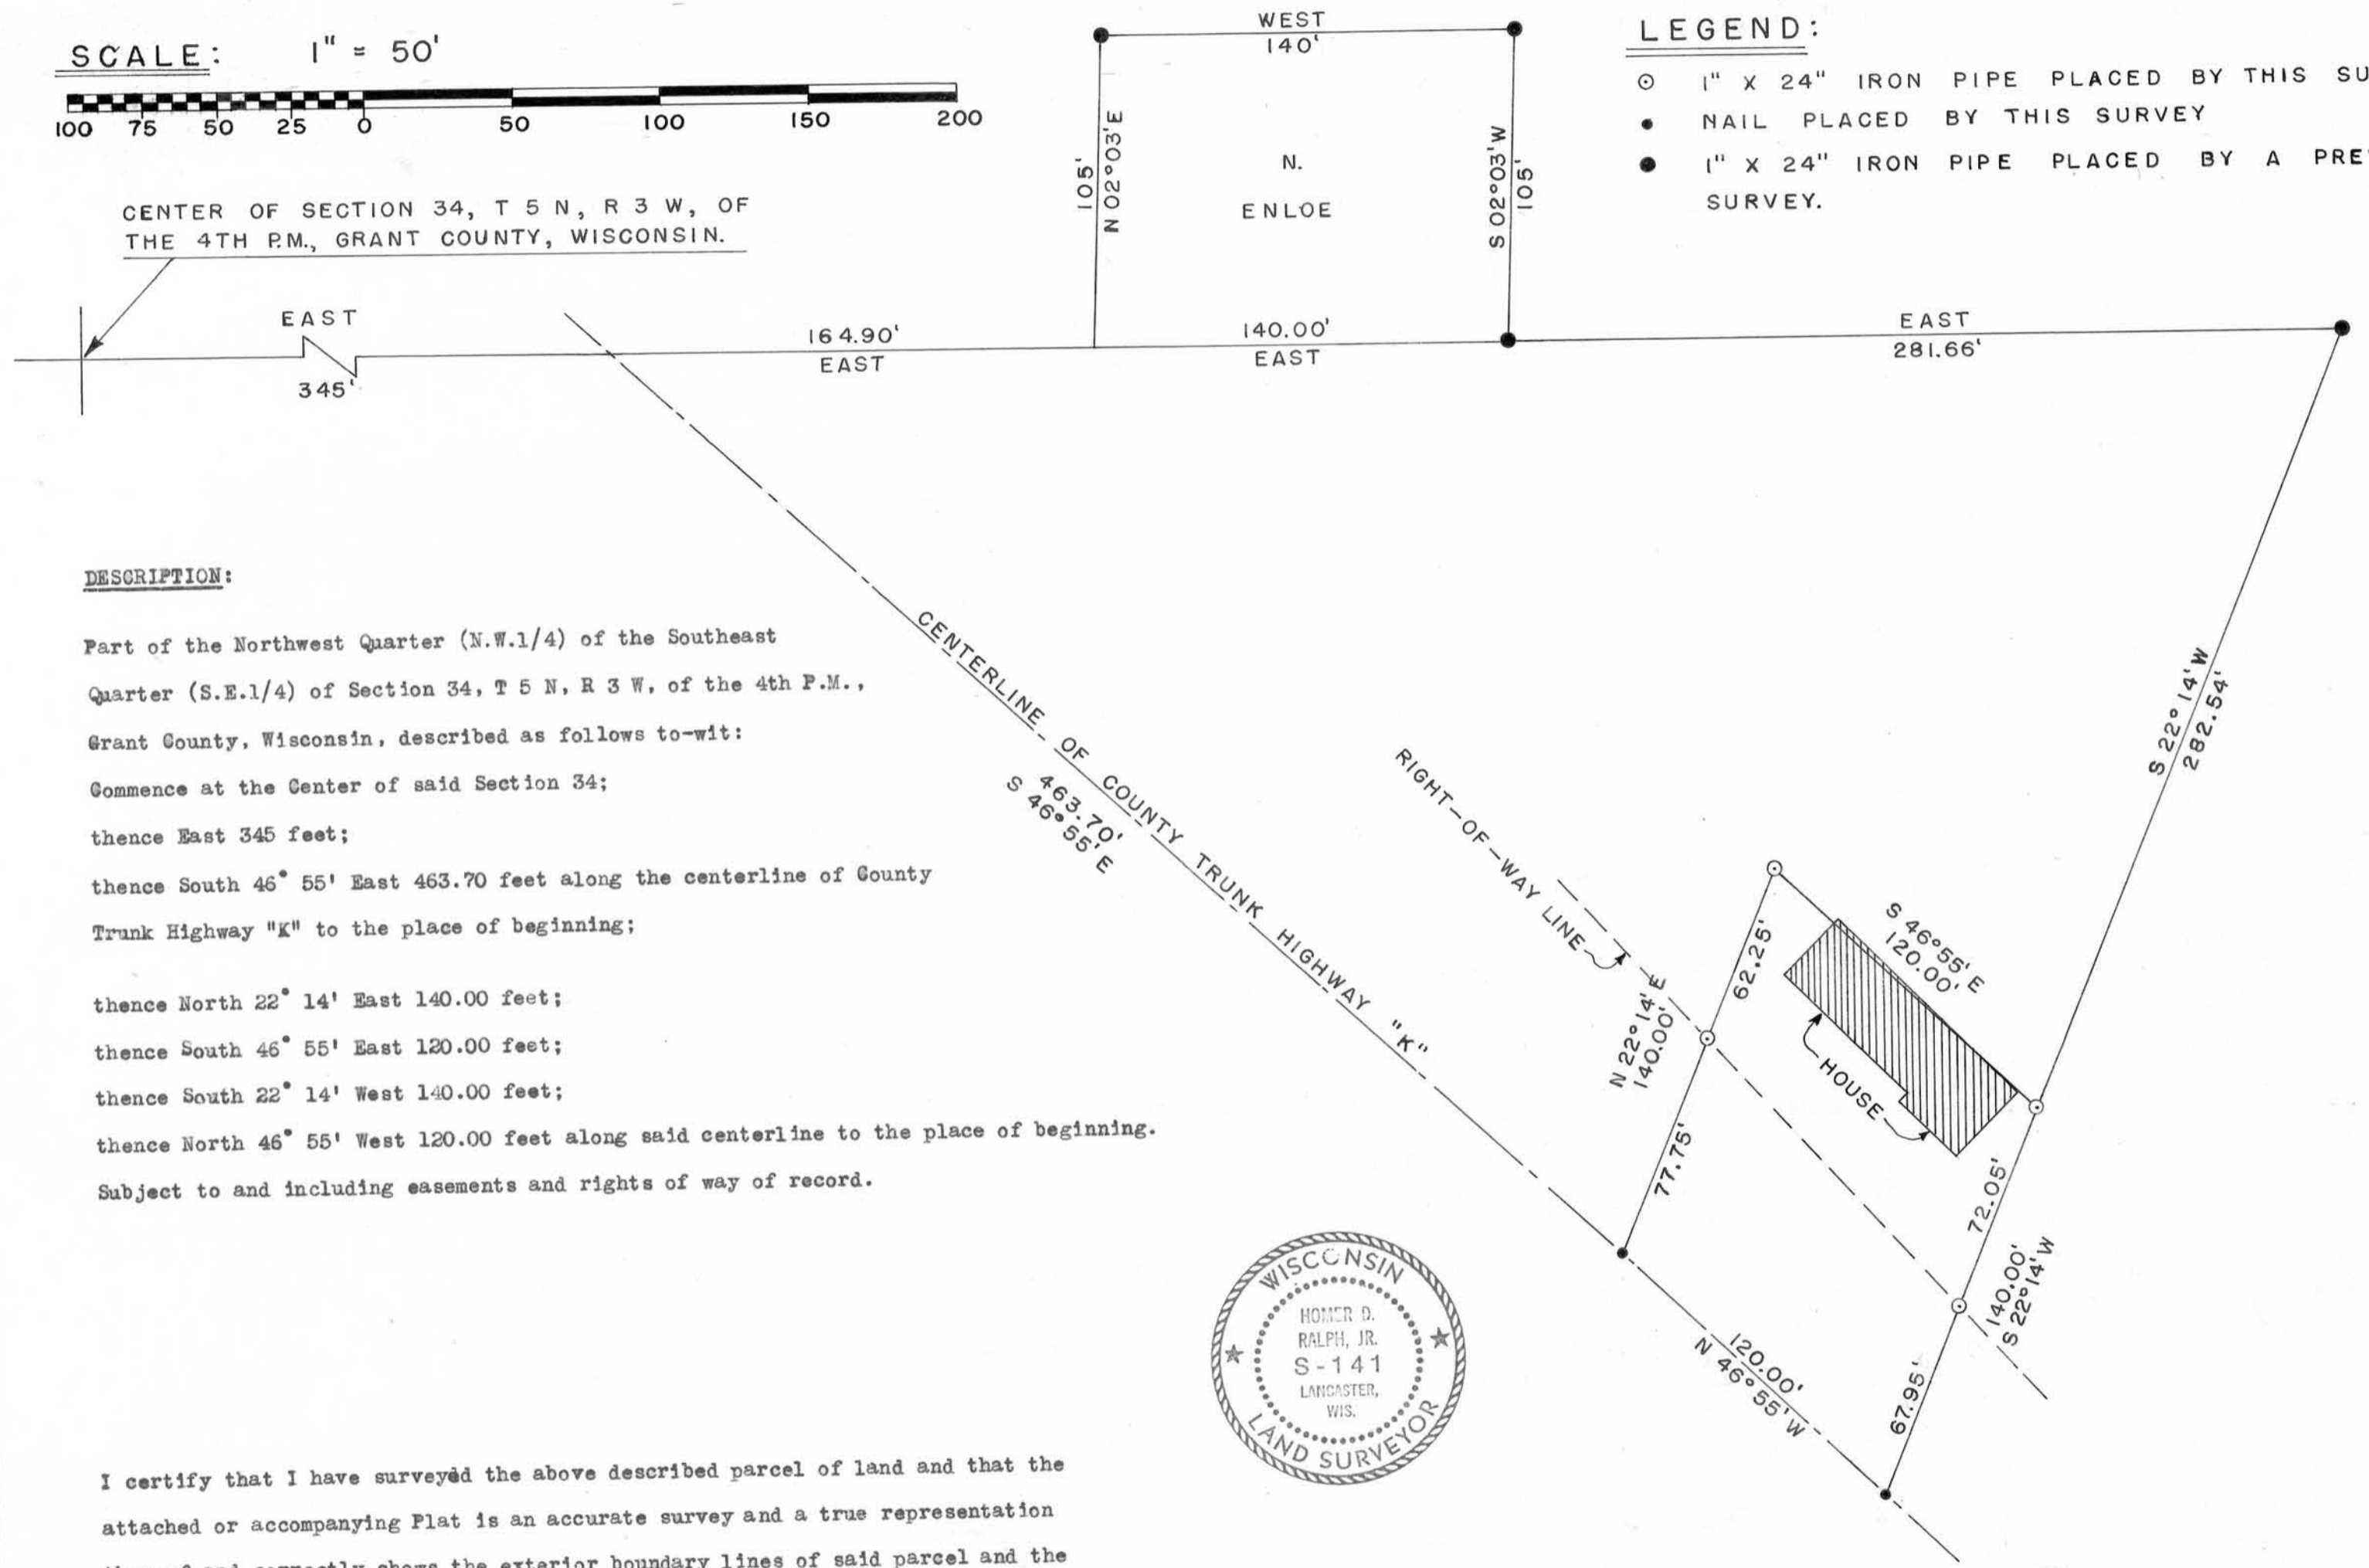 SCALE: 1" = 50'
100 75 50 25 0 50 100 150 200
CENTER OF SECTION 34, T 5 N, R 3 W, OF
THE 4TH P.M., GRANT COUNTY, WISCONSIN.
WEST
140'
105'
N 02°03' E
N.
ENLOE
S 02°03' W
105'
LEGEND:
1" X 24" IRON PIPE PLACED BY THIS SU
NAIL PLACED BY THIS SURVEY
1" X 24" IRON PIPE PLACED BY A PRE
SURVEY.
EAST
345'
164.90'
EAST
140.00'
EAST
EAST
281.66'
S 22° 14' W
282.54'
DESCRIPTION:
Part of the Northwest Quarter (N.W.1/4) of the Southeast
Quarter (S.E.1/4) of Section 34, T 5 N, R 3 W, of the 4th P.M.,
Grant County, Wisconsin, described as follows to-wit:
Commence at the Center of said Section 34;
thence East 345 feet;
thence South 46° 55' East 463.70 feet along the centerline of County
Trunk Highway "K" to the place of beginning;
thence North 22° 14' East 140.00 feet;
thence South 46° 55' East 120.00 feet;
thence South 22° 14' West 140.00 feet;
thence North 46° 55' West 120.00 feet along said centerline to the place of beginning.
Subject to and including easements and rights of way of record.
CENTERLINE OF COUNTY TRUNK HIGHWAY "K"
463.70'
S 46° 55' E
RIGHT-OF-WAY LINE
62.25'
N 22° 14' E
140.00'
77.75'
S 46° 55' E
120.00'
HOUSE
72.05'
140.00'
S 22° 14' W
67.95'
120.00'
N 46° 55' W
WISCONSIN
HOMER D.
RALPH, JR.
S-141
LANCASTER,
WIS.
LAND SURVEYOR
I certify that I have surveyed the above described parcel of land and that the
attached or accompanying Plat is an accurate survey and a true representation
correctly shows the exterior boundary lines of said parcel and the